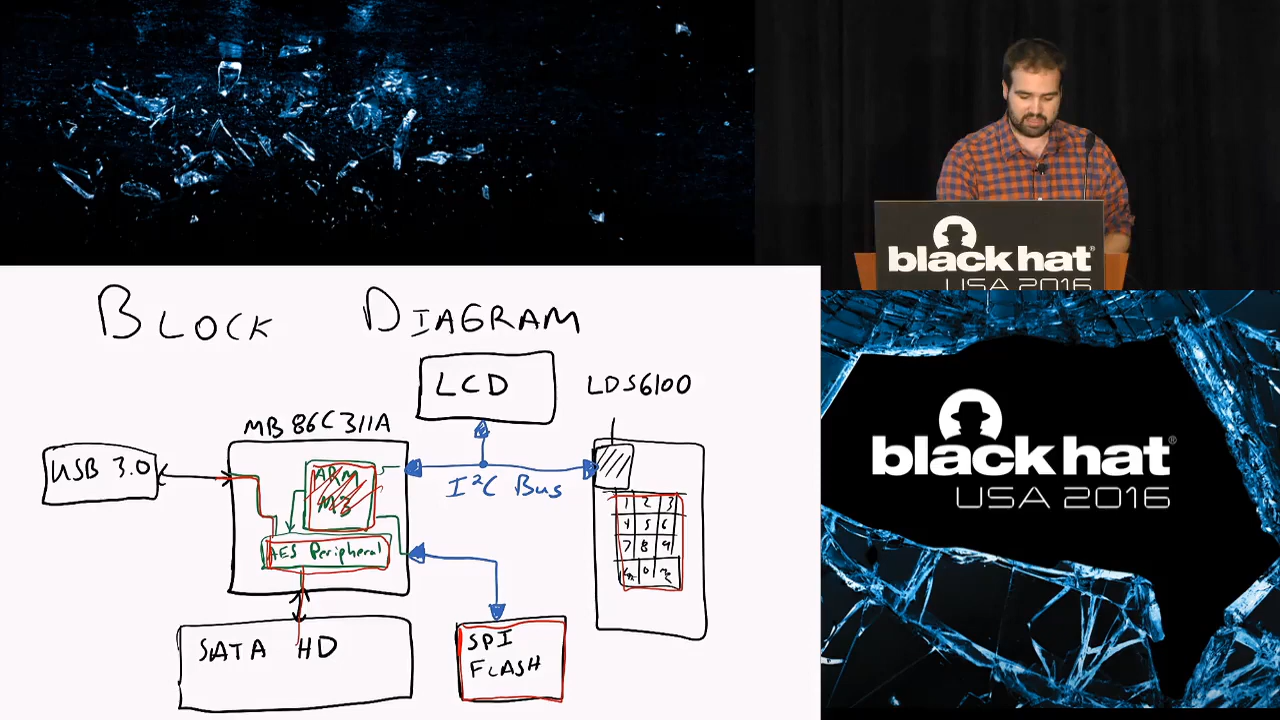 black hat
USA 2016
BLOCK DIAGRAM
LCD
LDS6100
MB86C311A
USB 3.0
ARM
M3
I²C Bus
1 2 3
4 5 6
7 8 9
0
AES Peripheral
SATA HD
SPI
FLASH
black hat®
USA 2016